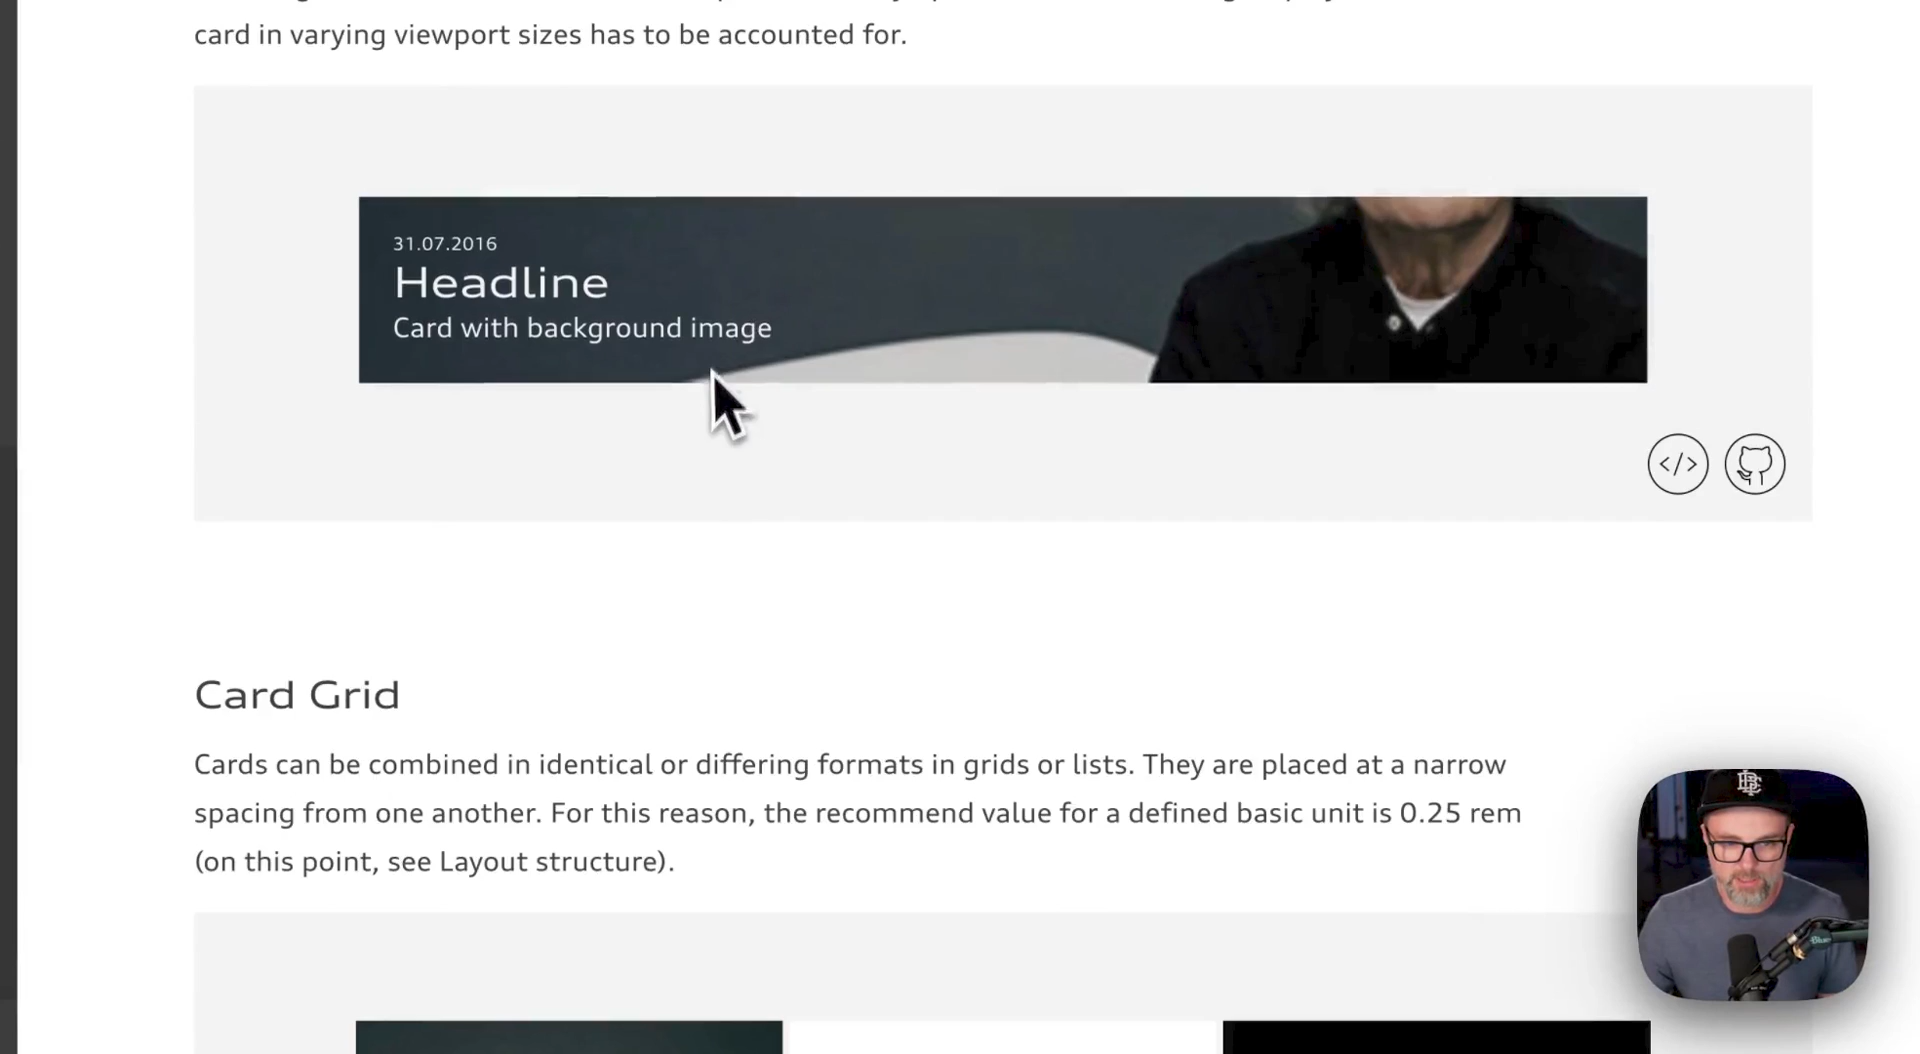 card in varying viewport sizes has to be accounted for.
31.07.2016
Headline
Card with background image
</>
Card Grid
Cards can be combined in identical or differing formats in grids or lists. They are placed at a narrow
spacing from one another. For this reason, the recommend value for a defined basic unit is 0.25 rem
(on this point, see Layout structure).
Blue